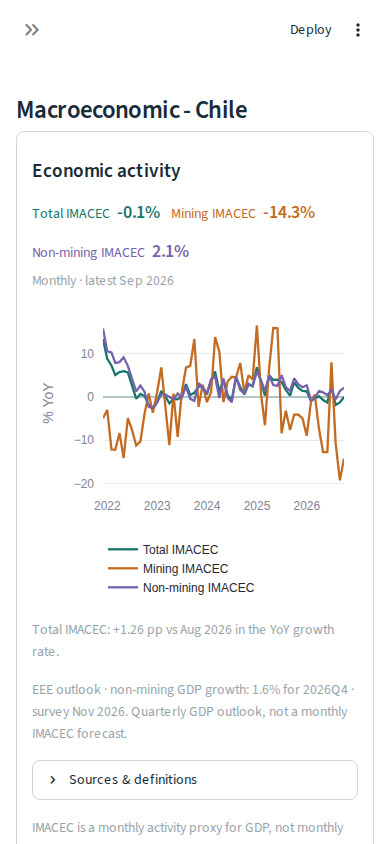 Deploy
Macroeconomic - Chile
Economic activity
Total IMACEC -0.1% Mining IMACEC -14.3%
Non-mining IMACEC 2.1%
Monthly · latest Sep 2026
% YoY
10
0
−10
−20
2022 2023 2024 2025 2026
Total IMACEC
Mining IMACEC
Non-mining IMACEC
Total IMACEC: +1.26 pp vs Aug 2026 in the YoY growth
rate.
EEE outlook · non-mining GDP growth: 1.6% for 2026Q4 ·
survey Nov 2026. Quarterly GDP outlook, not a monthly
IMACEC forecast.
Sources & definitions
IMACEC is a monthly activity proxy for GDP, not monthly